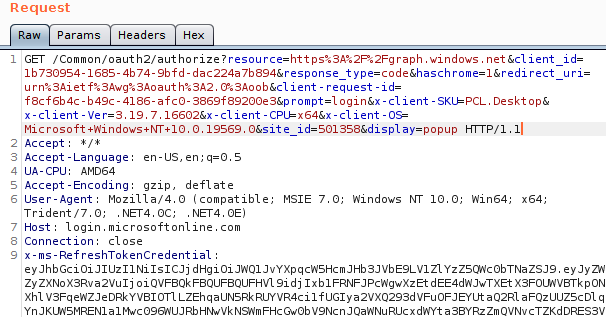 Request
Raw Params Headers Hex
1 GET /Common/oauth2/authorize?resource=https%3A%2F%2Fgraph.windows.net&client_id=
1b730954-1685-4b74-9bfd-dac224a7b894&response_type=code&haschrome=1&redirect_uri=
urn%3Aietf%3Awg%3Aoauth%3A2.0%3Aoob&client-request-id=
f8cf6b4c-b49c-4186-afc0-3869f89200e3&prompt=login&x-client-SKU=PCL.Desktop&
x-client-Ver=3.19.7.16602&x-client-CPU=x64&x-client-OS=
Microsoft+Windows+NT+10.0.19569.0&site_id=501358&display=popup HTTP/1.1
2 Accept: */*
3 Accept-Language: en-US,en;q=0.5
4 UA-CPU: AMD64
5 Accept-Encoding: gzip, deflate
6 User-Agent: Mozilla/4.0 (compatible; MSIE 7.0; Windows NT 10.0; Win64; x64;
Trident/7.0; .NET4.0C; .NET4.0E)
7 Host: login.microsoftonline.com
8 Connection: close
9 x-ms-RefreshTokenCredential: